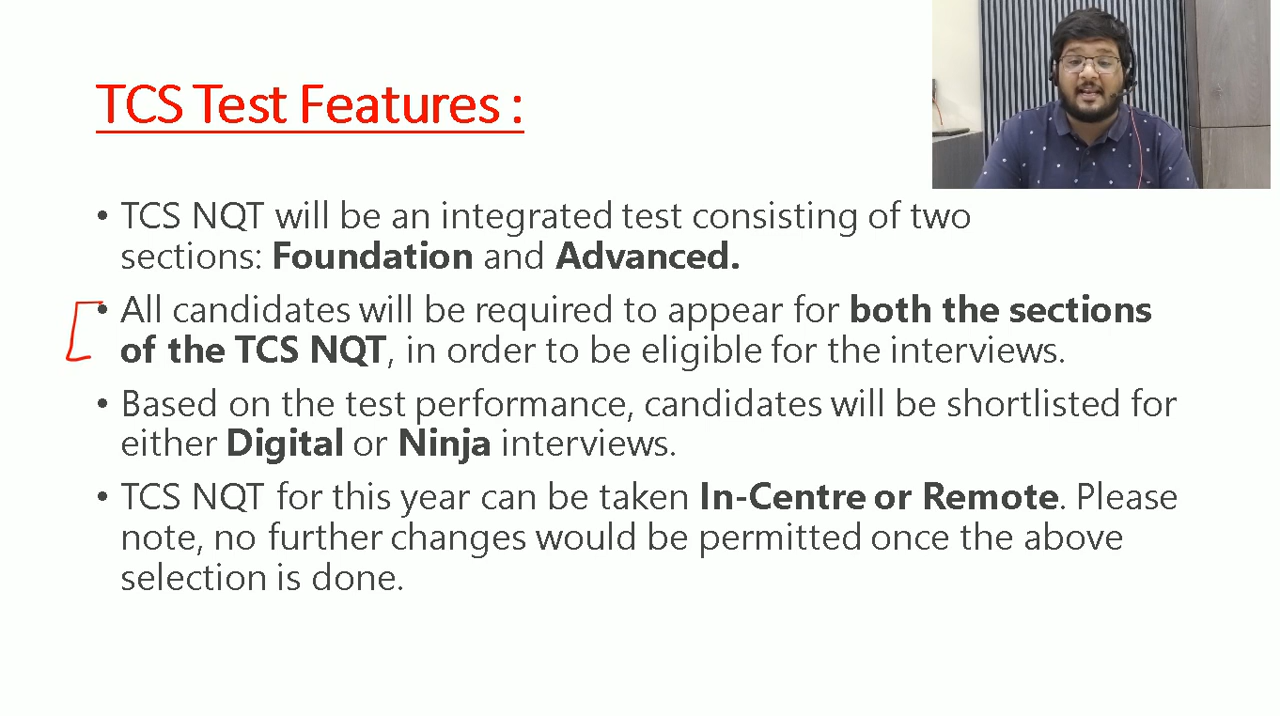 TCS Test Features :
• TCS NQT will be an integrated test consisting of two
sections: Foundation and Advanced.
• All candidates will be required to appear for both the sections
of the TCS NQT, in order to be eligible for the interviews.
• Based on the test performance, candidates will be shortlisted for
either Digital or Ninja interviews.
• TCS NQT for this year can be taken In-Centre or Remote. Please
note, no further changes would be permitted once the above
selection is done.